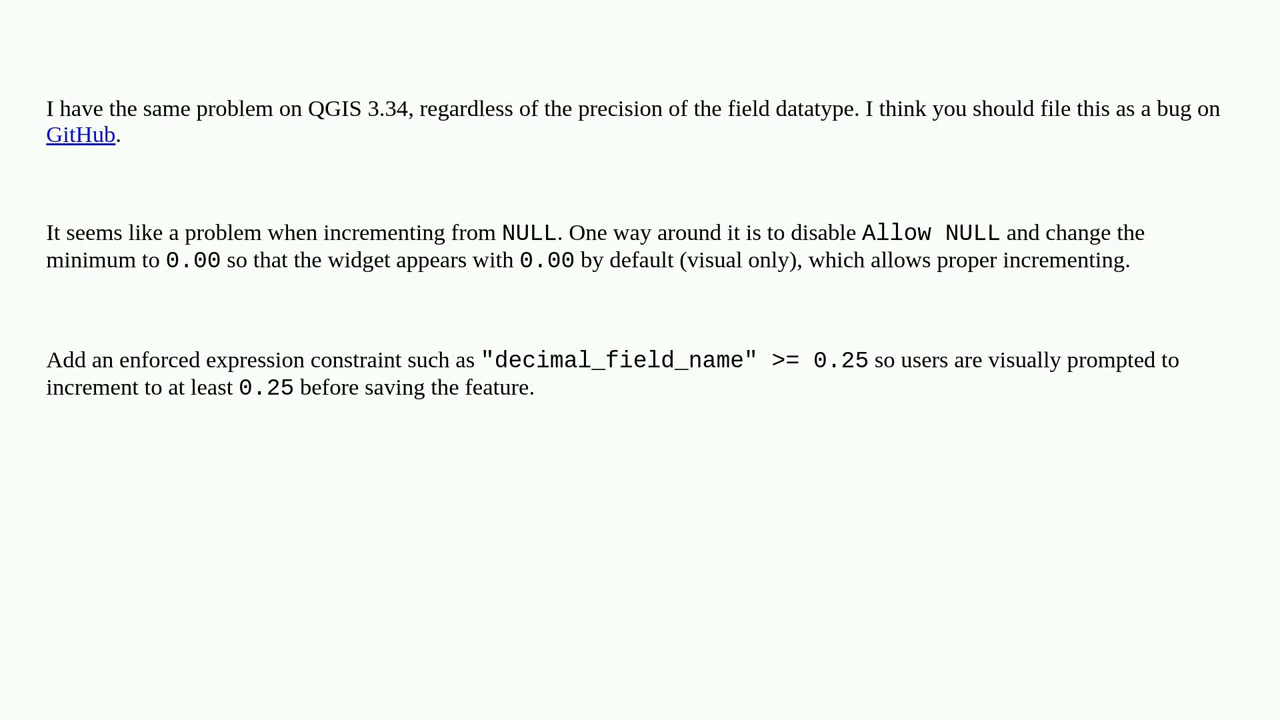 I have the same problem on QGIS 3.34, regardless of the precision of the field datatype. I think you should file this as a bug on
GitHub.
It seems like a problem when incrementing from NULL. One way around it is to disable Allow NULL and change the
minimum to 0.00 so that the widget appears with 0.00 by default (visual only), which allows proper incrementing.
Add an enforced expression constraint such as "decimal_field_name" >= 0.25 so users are visually prompted to
increment to at least 0.25 before saving the feature.